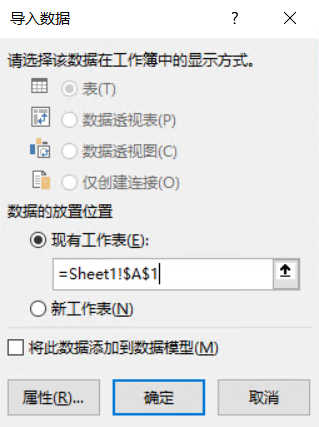 导入数据
请选择该数据在工作簿中的显示方式。
表(T)
数据透视表(P)
数据透视图(C)
仅创建连接(O)
数据的放置位置
现有工作表(E):
=Sheet1!$A$1
新工作表(N)
将此数据添加到数据模型(M)
属性(R)... 确定 取消